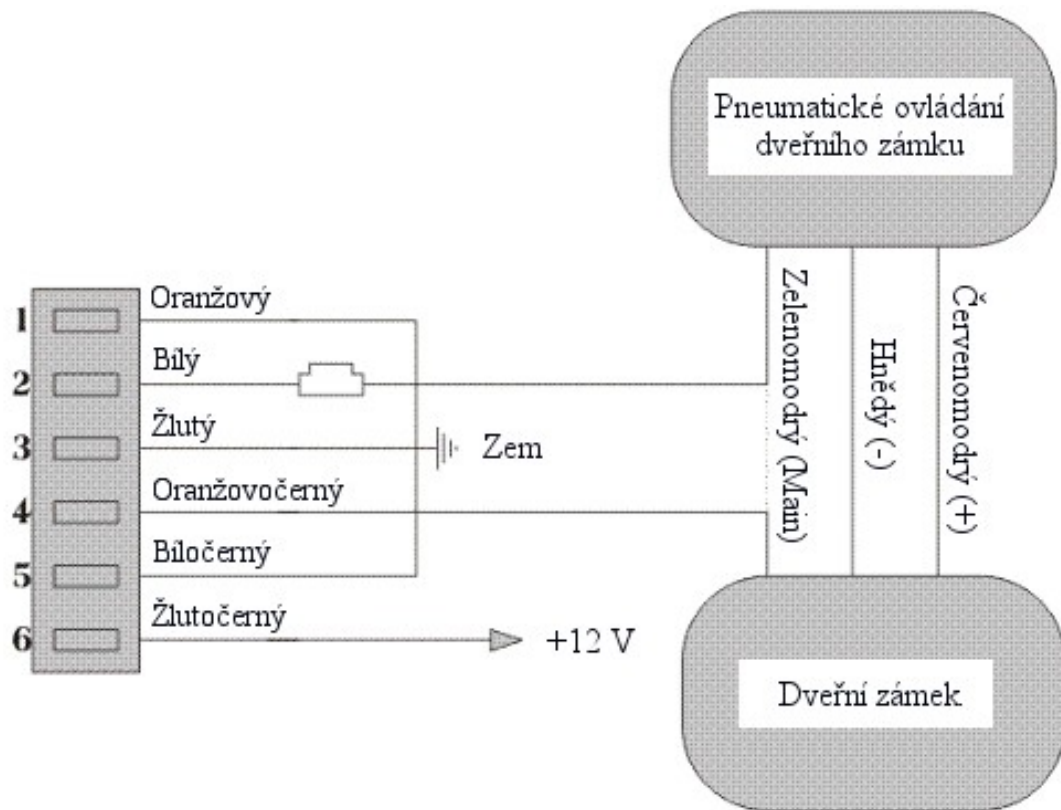 Pneumatické ovládání
dveřního zámku
Zelenomodrý (Main)
Hnědý (-)
Červenomodrý (+)
1
Oranžový
2
Bílý
3
Žlutý
Zem
4
Oranžovočerný
5
Bíločerný
6
Žlutočerný
+12 V
Dveřní zámek